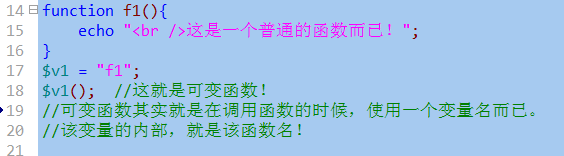 14 function f1(){
15 echo "<br />这是一个普通的函数而已！";
16 }
17 $v1 = "f1";
18 $v1(); //这就是可变函数！
19 //可变函数其实就是在调用函数的时候，使用一个变量名而已。
20 //该变量的内部，就是该函数名！
21